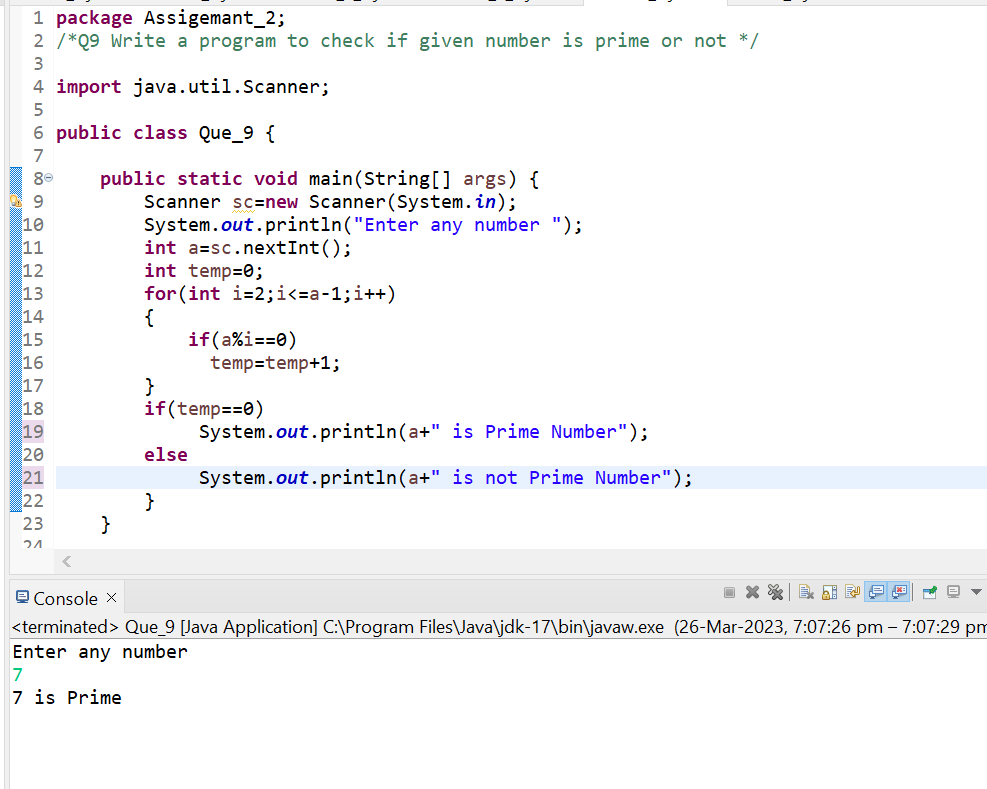 1 package Assigemant_2;
2 /*Q9 Write a program to check if given number is prime or not */
3
4 import java.util.Scanner;
5
6 public class Que_9 {
7
8 public static void main(String[] args) {
9 Scanner sc=new Scanner(System.in);
10 System.out.println("Enter any number ");
11 int a=sc.nextInt();
12 int temp=0;
13 for(int i=2;i<=a-1;i++)
14 {
15 if(a%i==0)
16 temp=temp+1;
17 }
18 if(temp==0)
19 System.out.println(a+" is Prime Number");
20 else
21 System.out.println(a+" is not Prime Number");
22 }
23 }
24
Console
<terminated> Que_9 [Java Application] C:\Program Files\Java\jdk-17\bin\javaw.exe (26-Mar-2023, 7:07:26 pm – 7:07:29 pm
Enter any number
7
7 is Prime